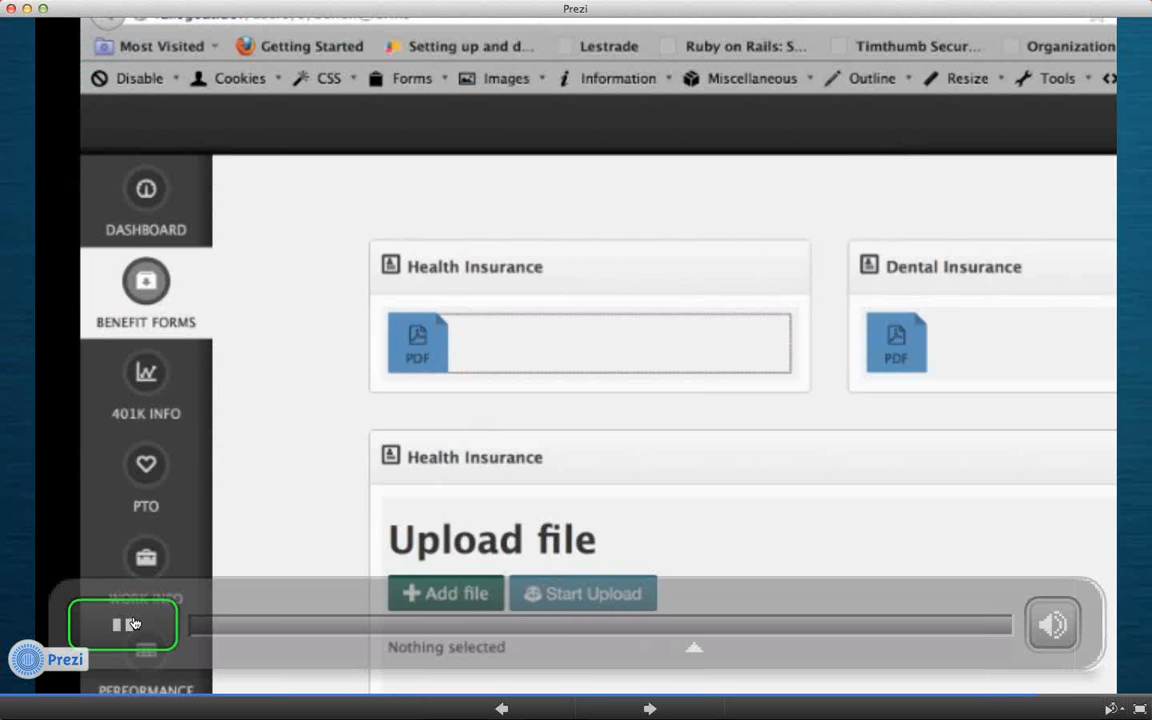 Prezi
Most Visited Getting Started Setting up and d... Lestrade Ruby on Rails: S... Timthumb Secur... Organization
Disable Cookies CSS Forms Images Information Miscellaneous Outline Resize Tools
DASHBOARD
BENEFIT FORMS
401K INFO
PTO
WORK INFO
PERFORMANCE
Health Insurance
PDF
Dental Insurance
PDF
Health Insurance
Upload file
+ Add file Start Upload
Nothing selected
Prezi